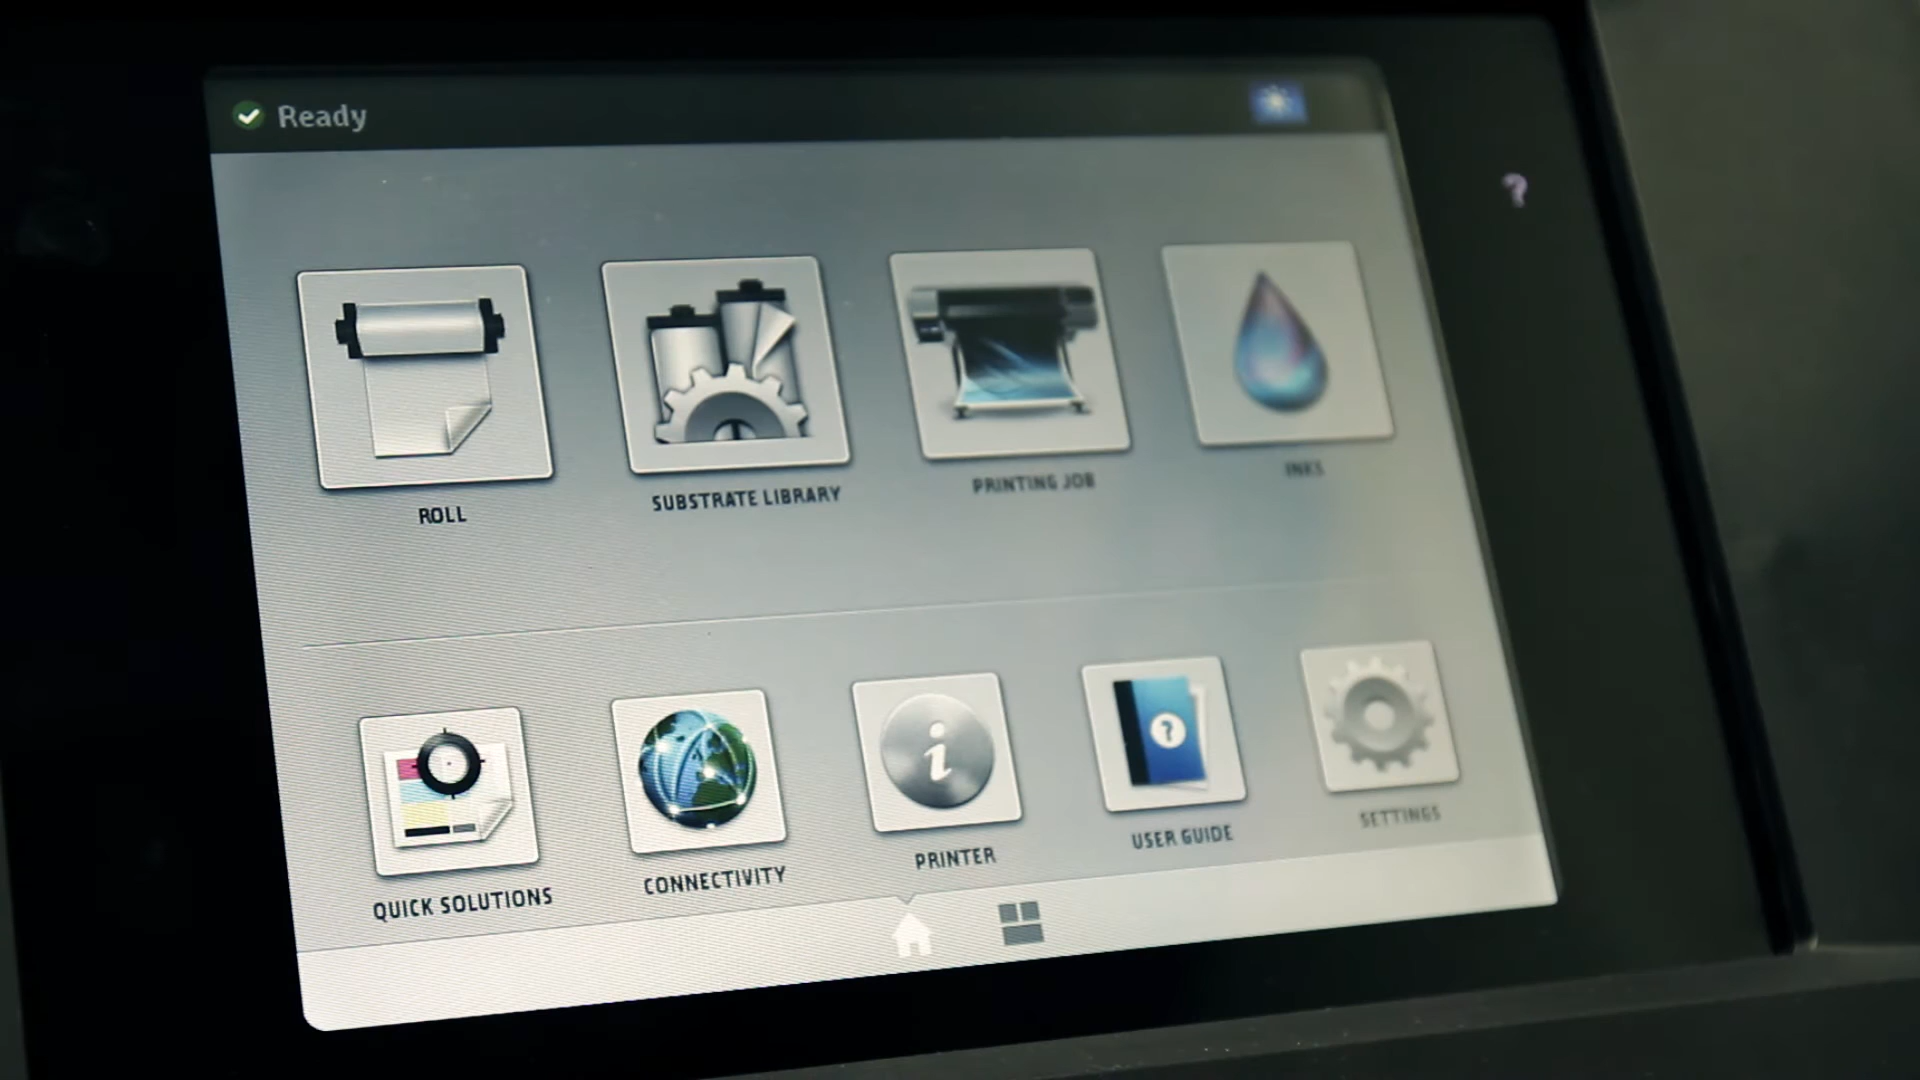 Ready
?
ROLL
SUBSTRATE LIBRARY
PRINTING JOB
INKS
i
?
QUICK SOLUTIONS
CONNECTIVITY
PRINTER
USER GUIDE
SETTINGS